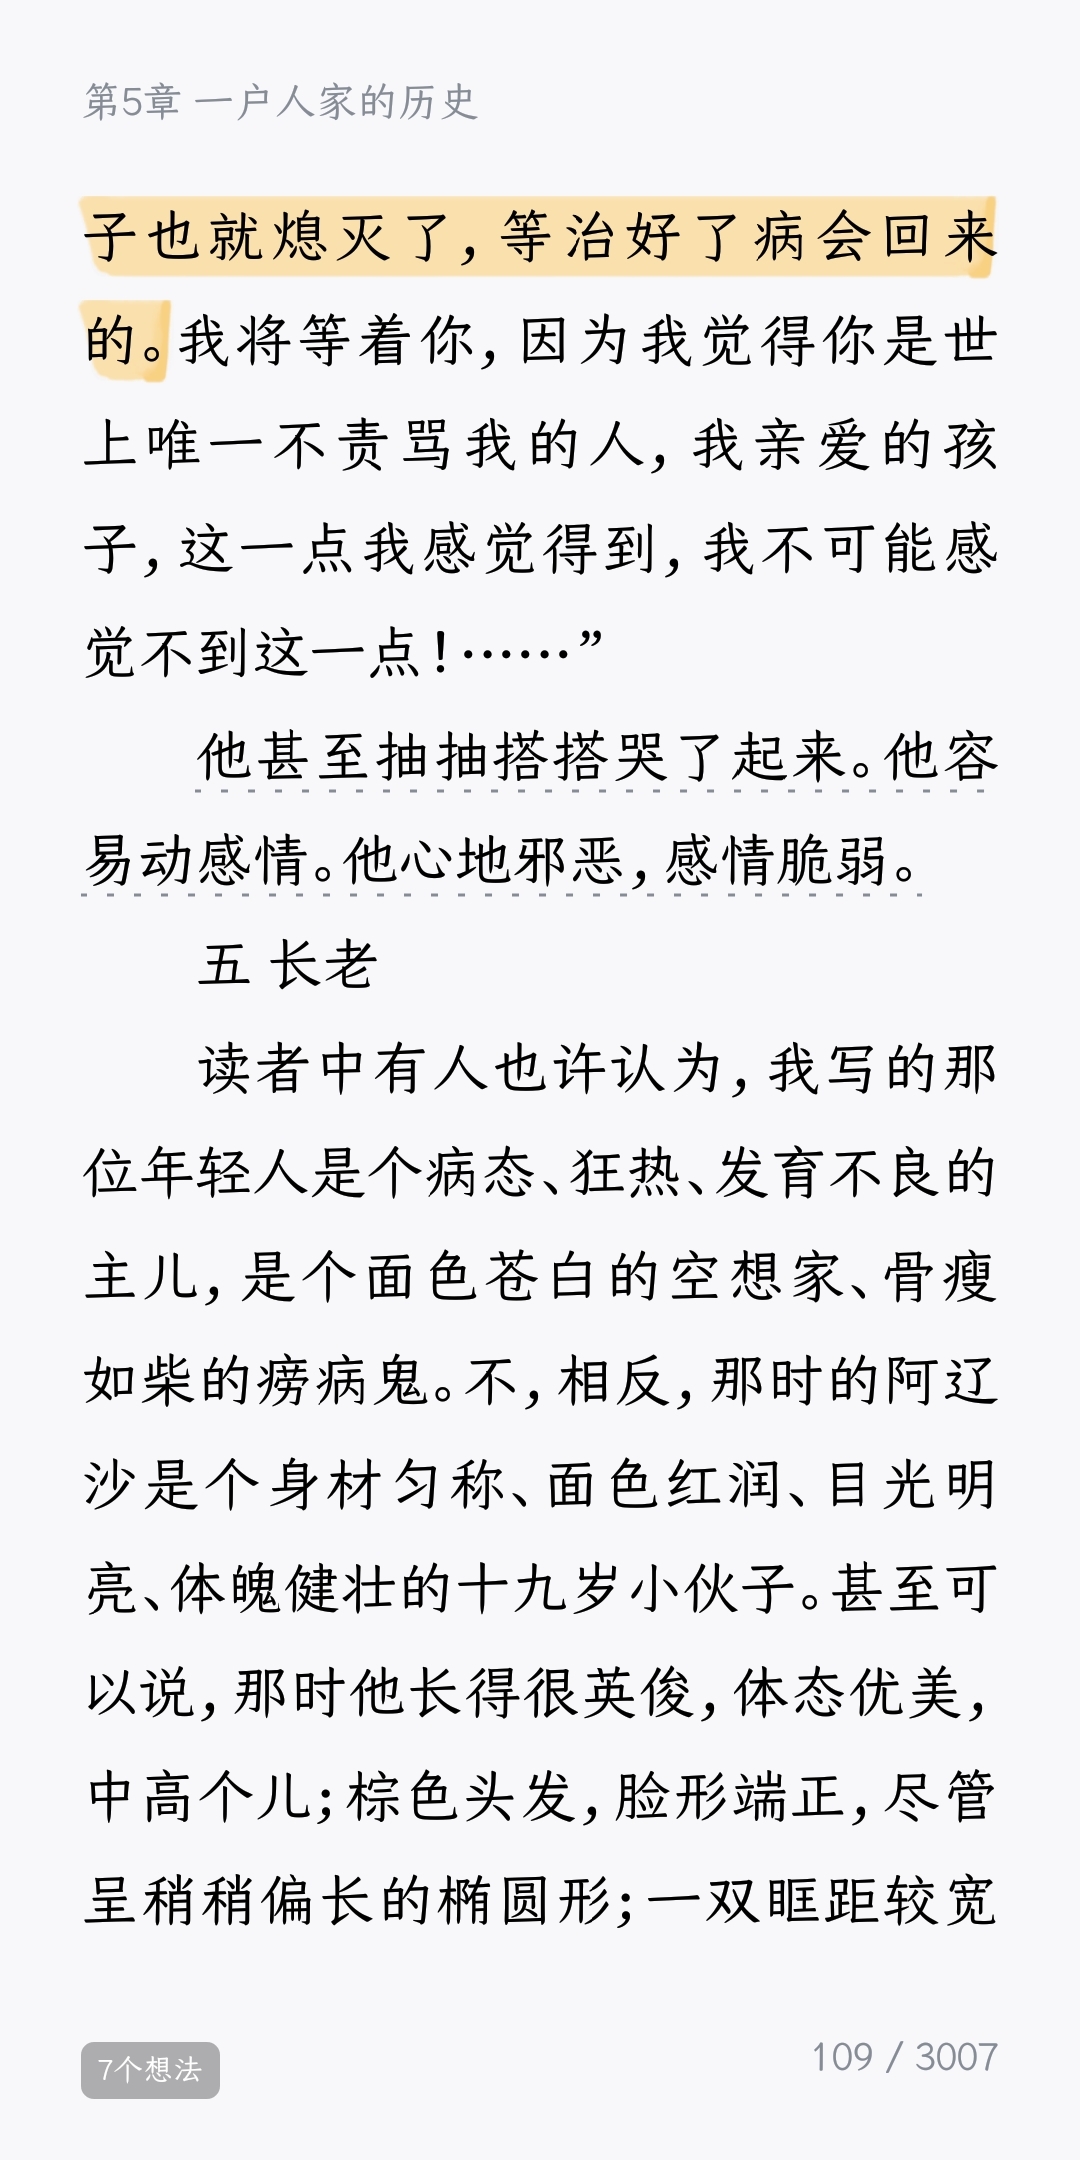 第5章 一户人家的历史
子也就熄灭了，等治好了病会回来
的。我将等着你，因为我觉得你是世
上唯一不责骂我的人，我亲爱的孩
子，这一点我感觉得到，我不可能感
觉不到这一点！……”
他甚至抽抽搭搭哭了起来。他容
易动感情。他心地邪恶，感情脆弱。
五 长老
读者中有人也许认为，我写的那
位年轻人是个病态、狂热、发育不良的
主儿，是个面色苍白的空想家、骨瘦
如柴的痨病鬼。不，相反，那时的阿辽
沙是个身材匀称、面色红润、目光明
亮、体魄健壮的十九岁小伙子。甚至可
以说，那时他长得很英俊，体态优美，
中高个儿；棕色头发，脸形端正，尽管
呈稍稍偏长的椭圆形；一双眶距较宽
7个想法
109 / 3007